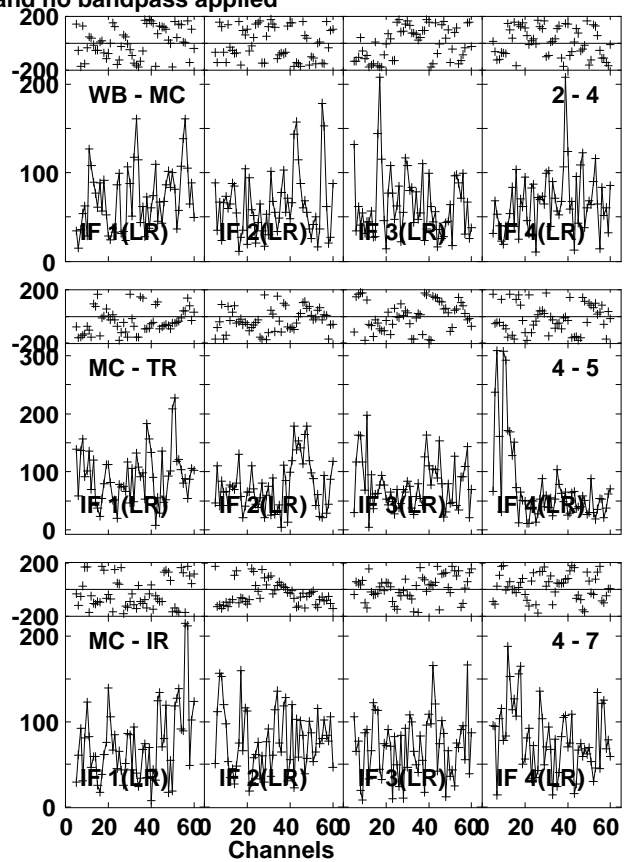 and no bandpass applied
200
-200
200
100
0
WB - MC
2 - 4
IF 1(LR)
IF 2(LR)
IF 3(LR)
IF 4(LR)
200
-200
300
200
100
0
MC - TR
4 - 5
IF 1(LR)
IF 2(LR)
IF 3(LR)
IF 4(LR)
200
-200
200
100
0
MC - IR
4 - 7
IF 1(LR)
IF 2(LR)
IF 3(LR)
IF 4(LR)
0 20 40 60 0 20 40 60 0 20 40 60 0 20 40 60
Channels